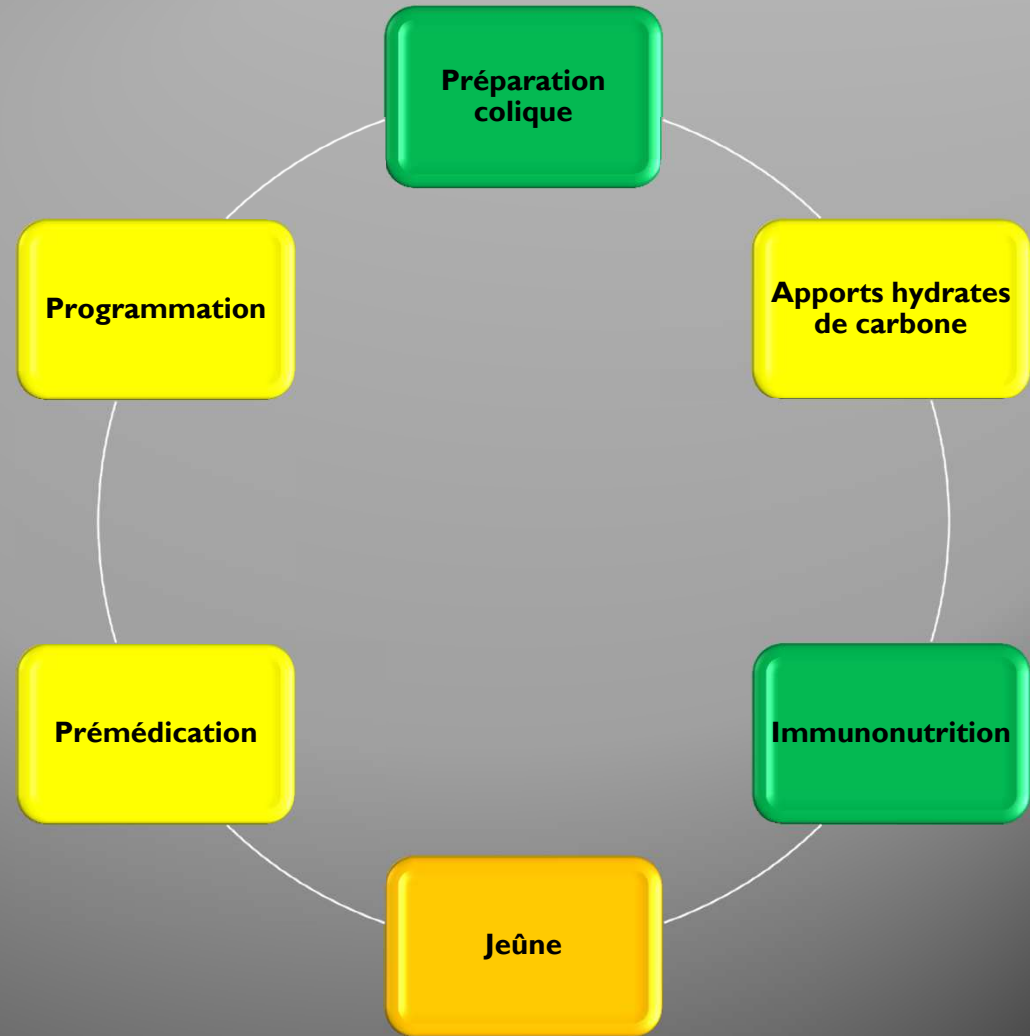 Préparation
colique
Apports hydrates
de carbone
Immunonutrition
Jeûne
Prémédication
Programmation